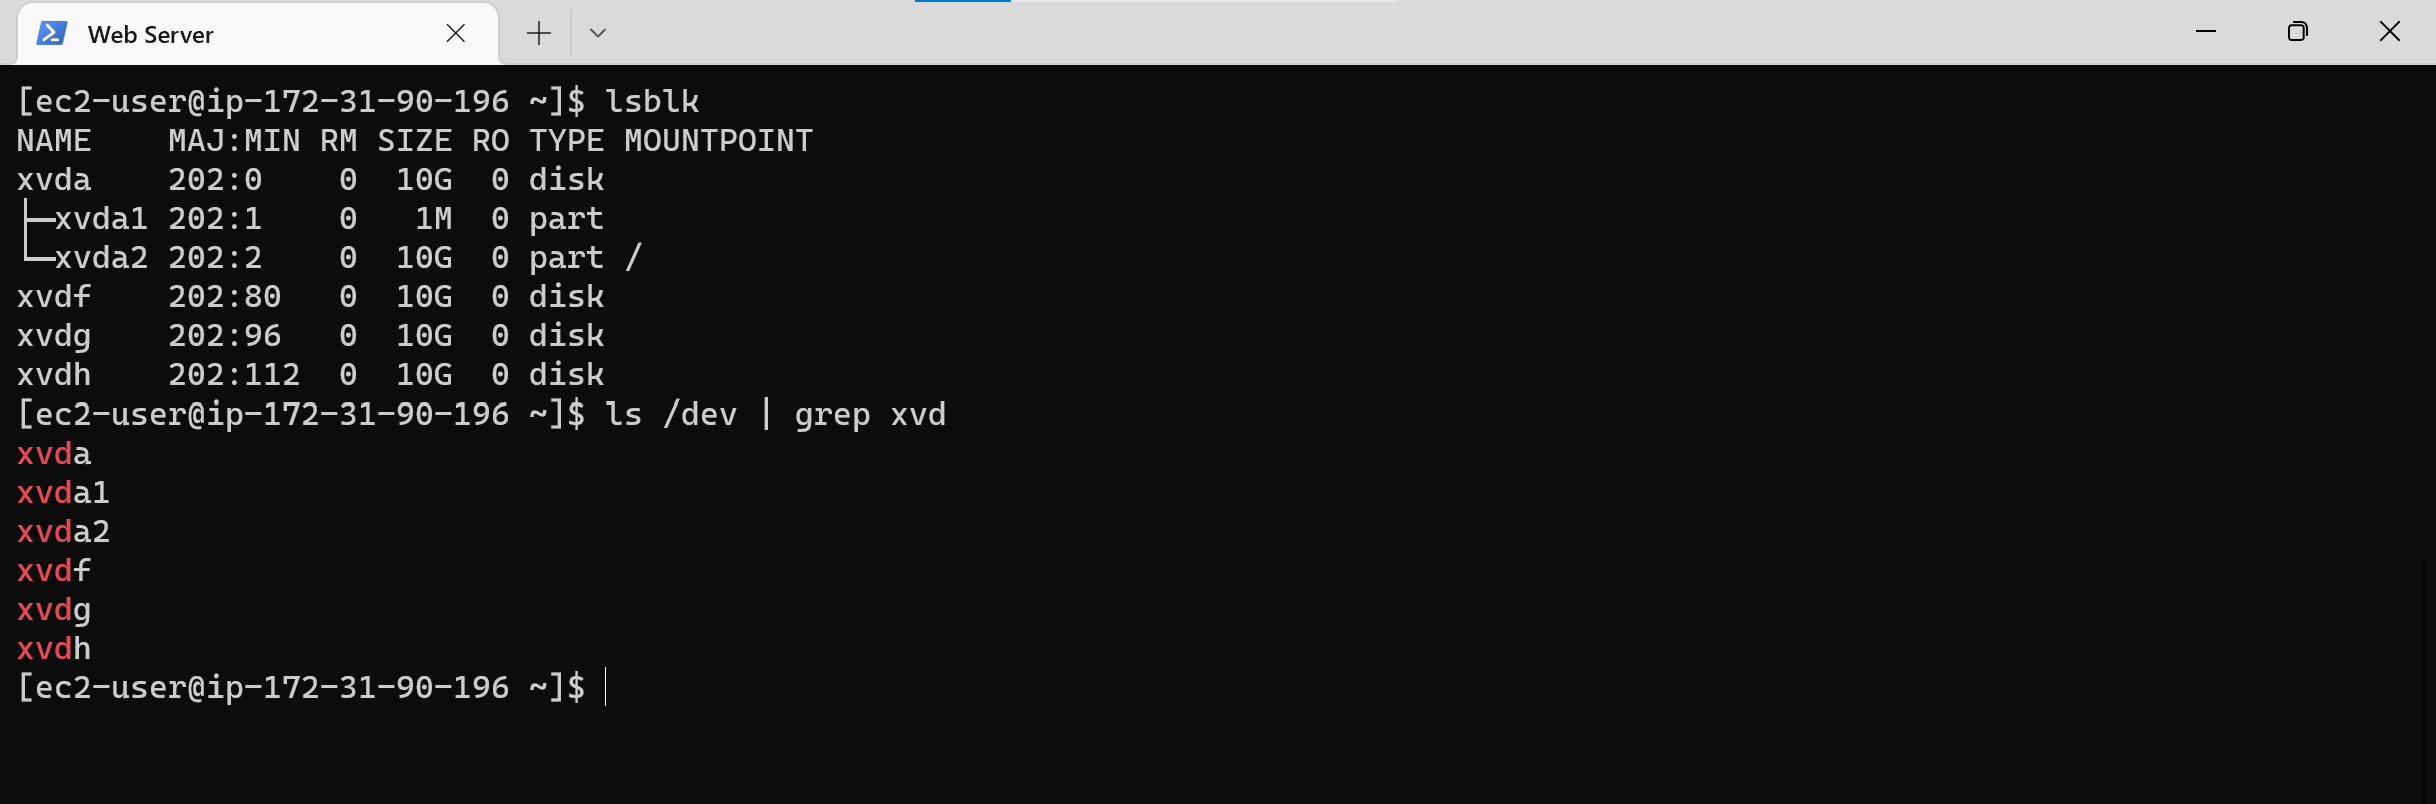 Web Server
[ec2-user@ip-172-31-90-196 ~]$ lsblk
NAME    MAJ:MIN RM SIZE RO TYPE MOUNTPOINT
xvda    202:0    0  10G  0 disk
├─xvda1 202:1    0   1M  0 part
└─xvda2 202:2    0  10G  0 part /
xvdf    202:80   0  10G  0 disk
xvdg    202:96   0  10G  0 disk
xvdh    202:112  0  10G  0 disk
[ec2-user@ip-172-31-90-196 ~]$ ls /dev | grep xvd
xvda
xvda1
xvda2
xvdf
xvdg
xvdh
[ec2-user@ip-172-31-90-196 ~]$